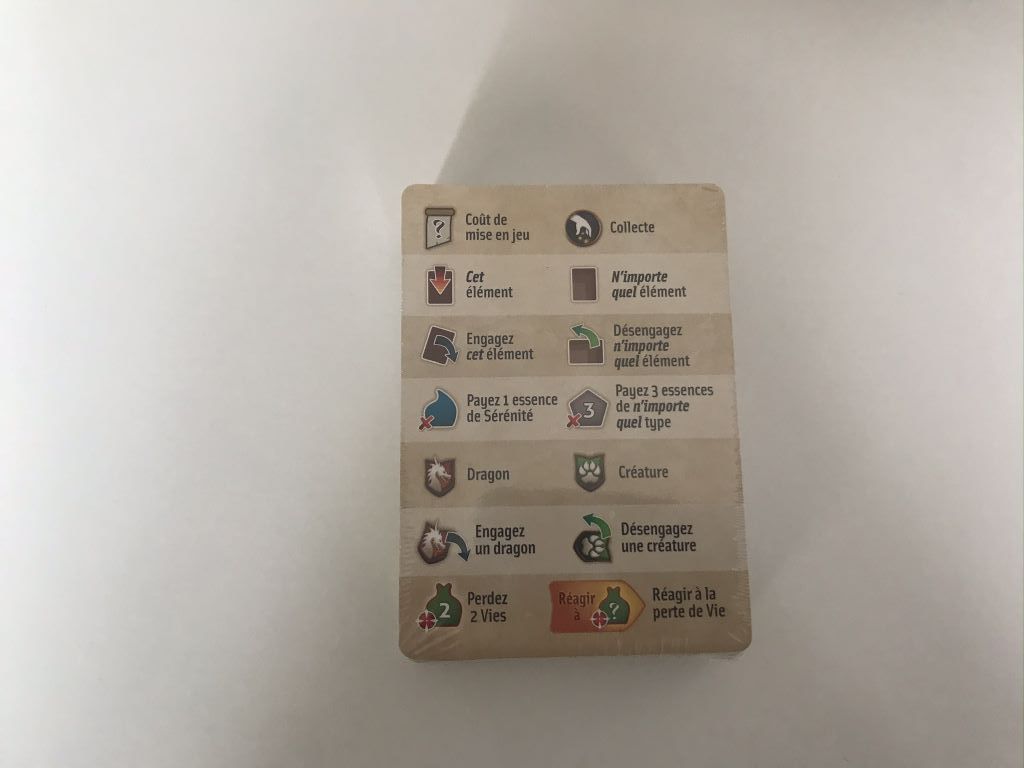 ?
Coût de
mise en jeu
Collecte
Cet
élément
N'importe
quel élément
Engagez
cet élément
Désengagez
n'importe
quel élément
Payez 1 essence
de Sérénité
3
Payez 3 essences
de n'importe
quel type
Dragon
Créature
Engagez
un dragon
Désengagez
une créature
2
Perdez
2 Vies
Réagir
à
?
Réagir à la
perte de Vie